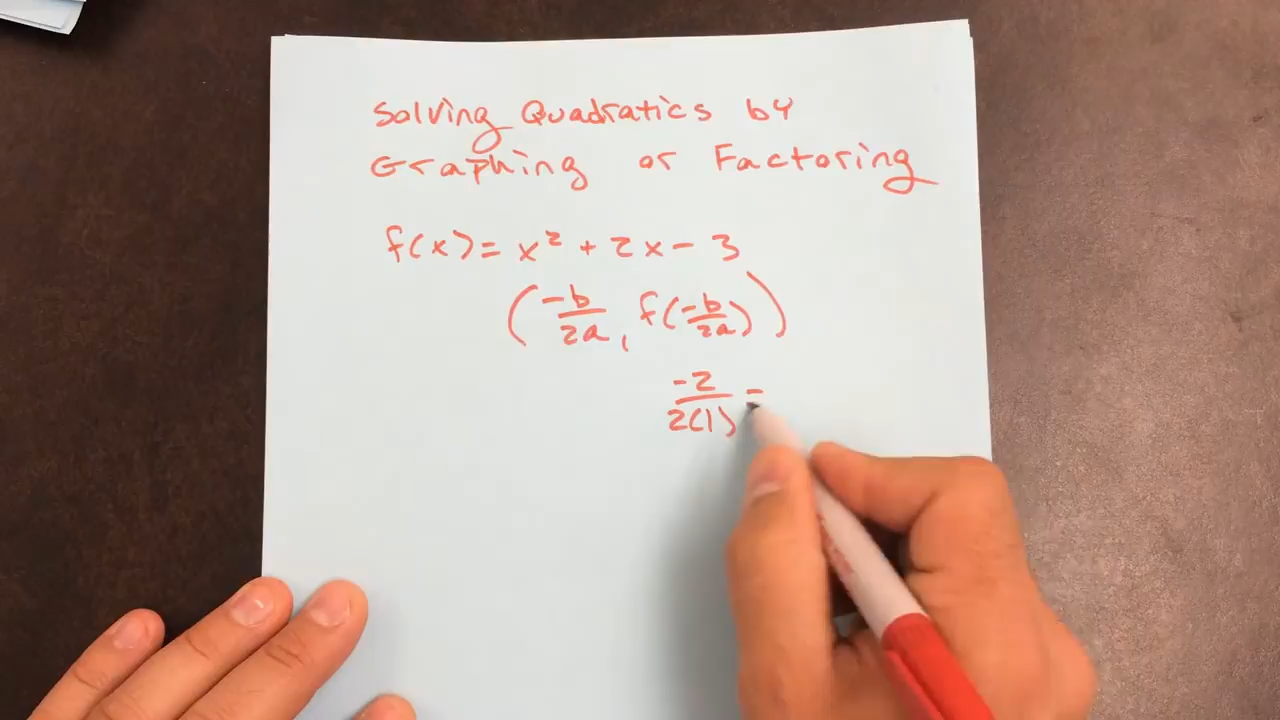 Solving Quadratics by
Graphing or Factoring
f(x) = x² + 2x - 3
(-b/2a, f(-b/2a))
-2/2(1) =